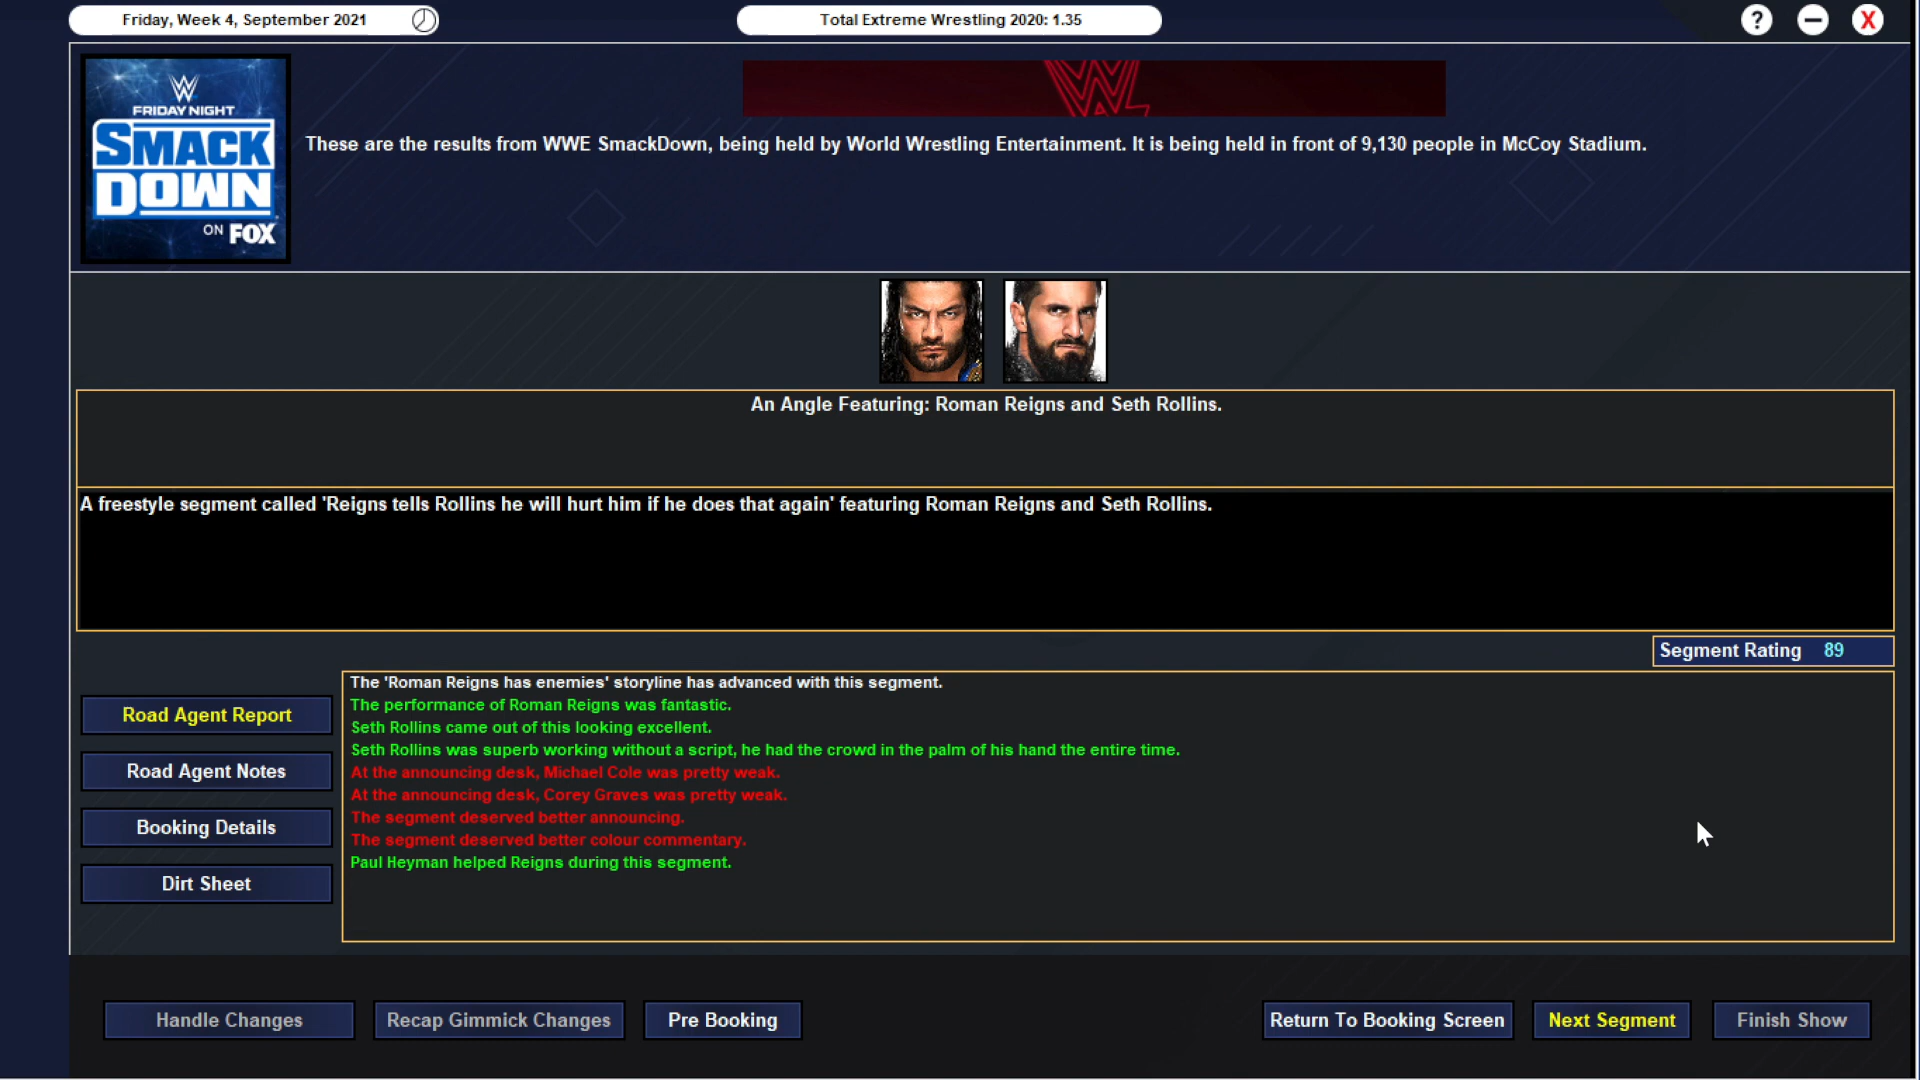 Friday, Week 4, September 2021
Total Extreme Wrestling 2020: 1.35
?
X
FRIDAY NIGHT
SMACK
DOWN
ON FOX
These are the results from WWE SmackDown, being held by World Wrestling Entertainment. It is being held in front of 9,130 people in McCoy Stadium.
An Angle Featuring: Roman Reigns and Seth Rollins.
A freestyle segment called 'Reigns tells Rollins he will hurt him if he does that again' featuring Roman Reigns and Seth Rollins.
Segment Rating 89
Road Agent Report
Road Agent Notes
Booking Details
Dirt Sheet
The 'Roman Reigns has enemies' storyline has advanced with this segment.
The performance of Roman Reigns was fantastic.
Seth Rollins came out of this looking excellent.
Seth Rollins was superb working without a script, he had the crowd in the palm of his hand the entire time.
At the announcing desk, Michael Cole was pretty weak.
At the announcing desk, Corey Graves was pretty weak.
The segment deserved better announcing.
The segment deserved better colour commentary.
Paul Heyman helped Reigns during this segment.
Handle Changes
Recap Gimmick Changes
Pre Booking
Return To Booking Screen
Next Segment
Finish Show